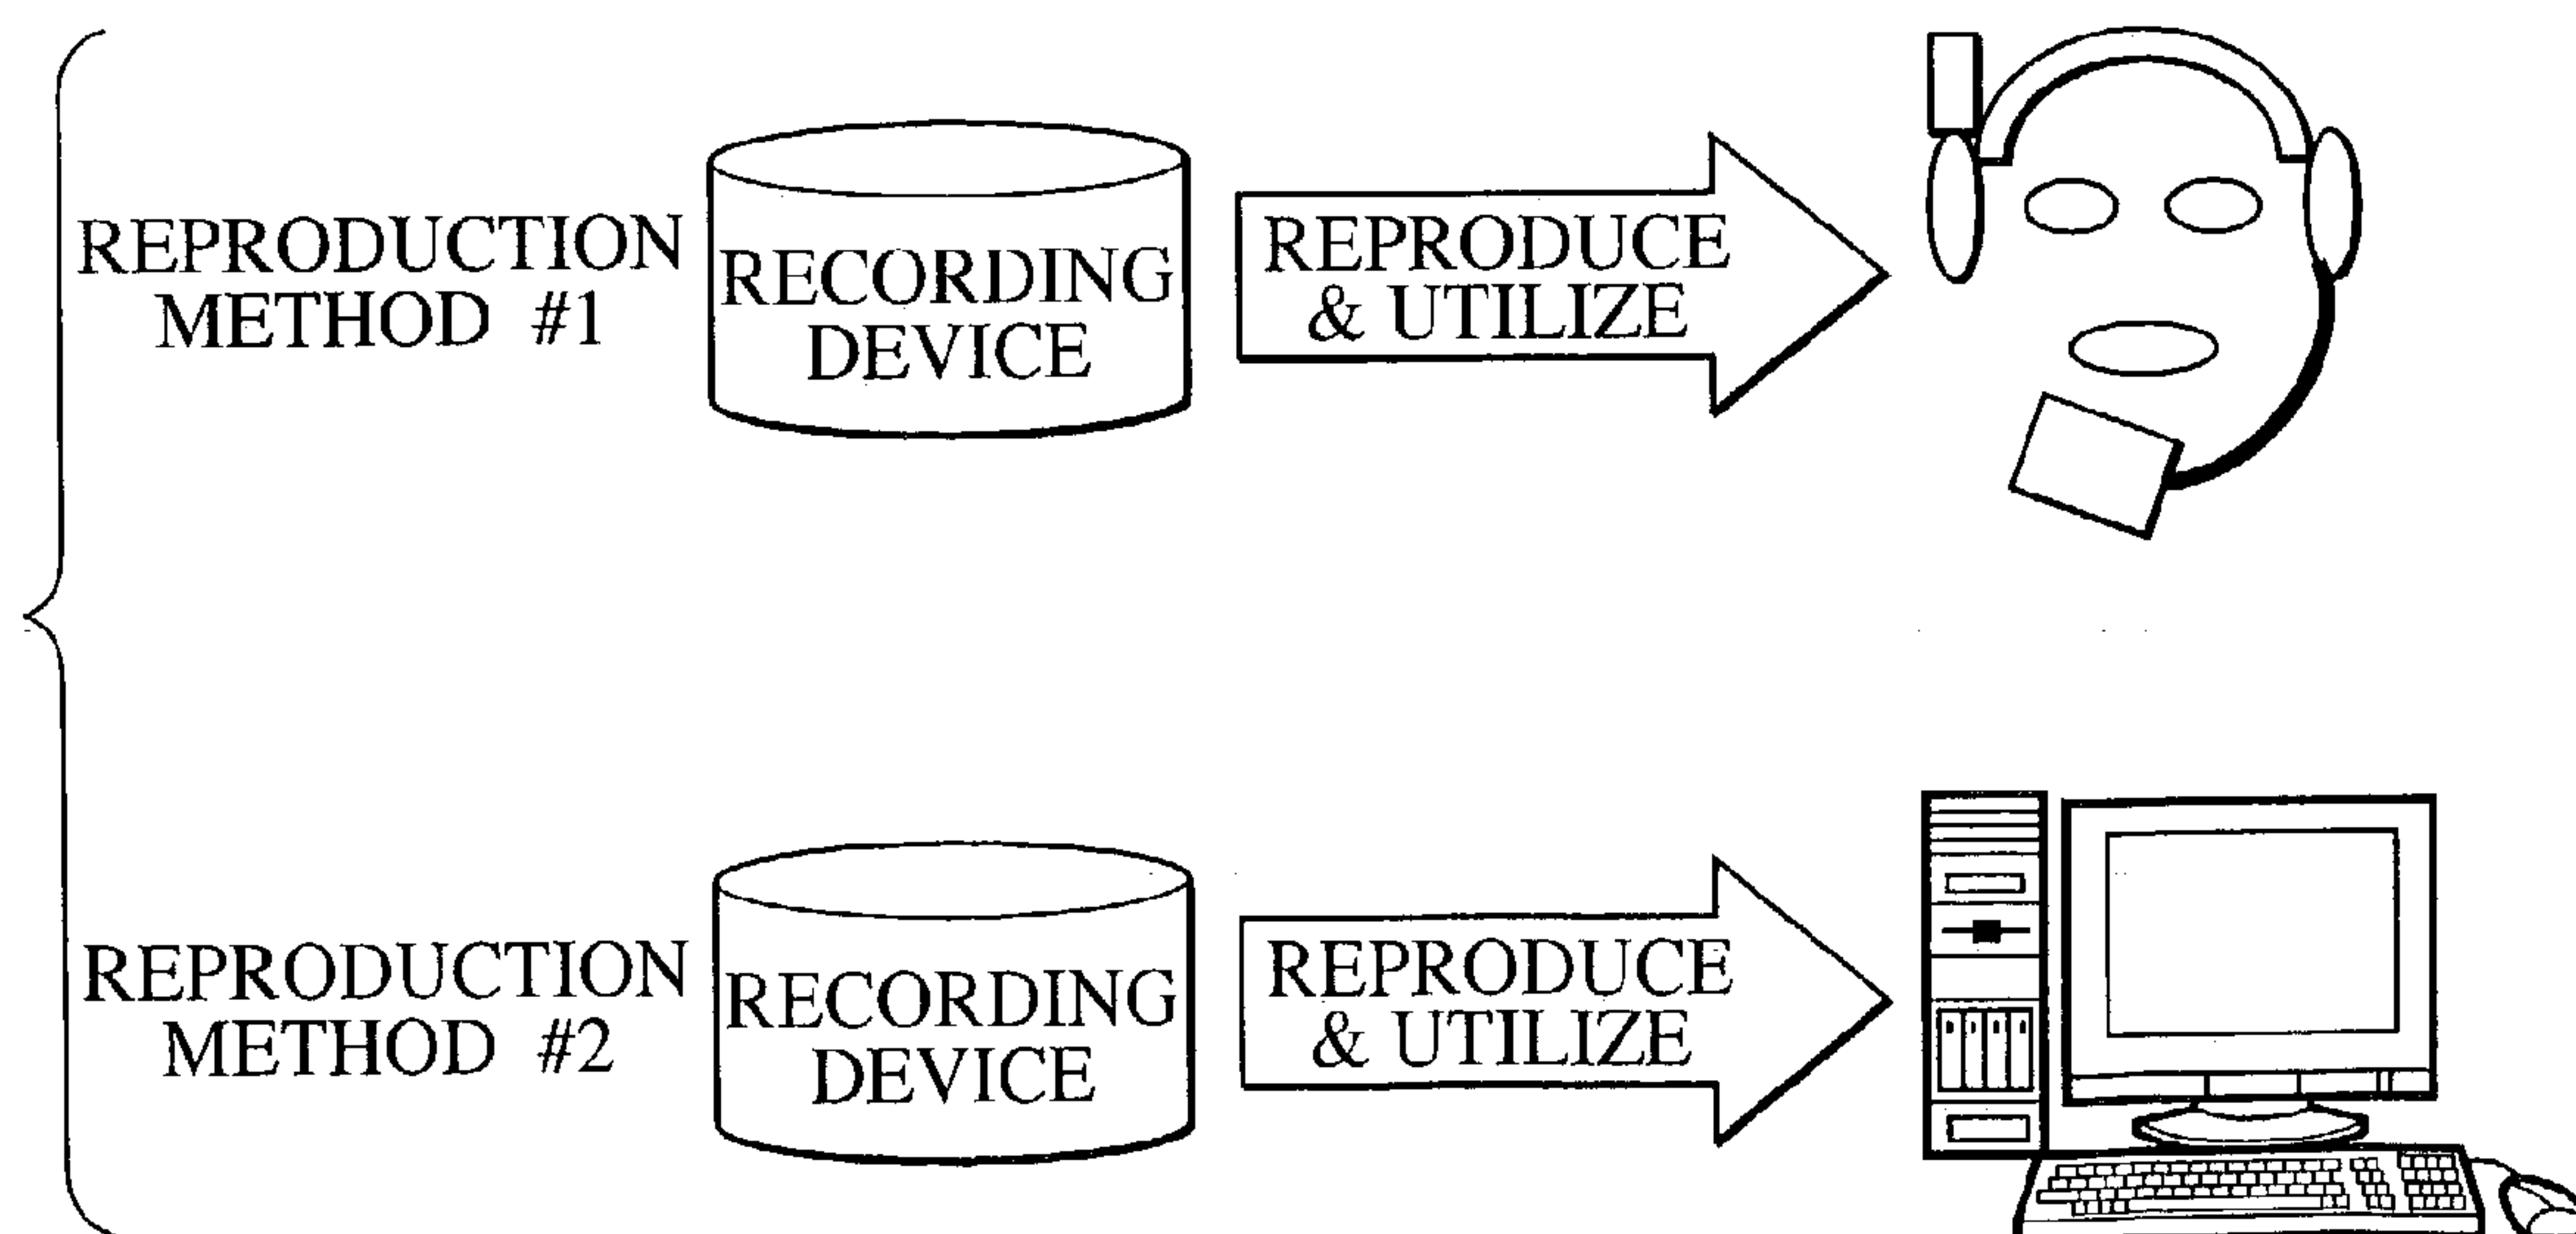 REPRODUCTION
METHOD #1
RECORDING
DEVICE
REPRODUCE
& UTILIZE
REPRODUCTION
METHOD #2
RECORDING
DEVICE
REPRODUCE
& UTILIZE